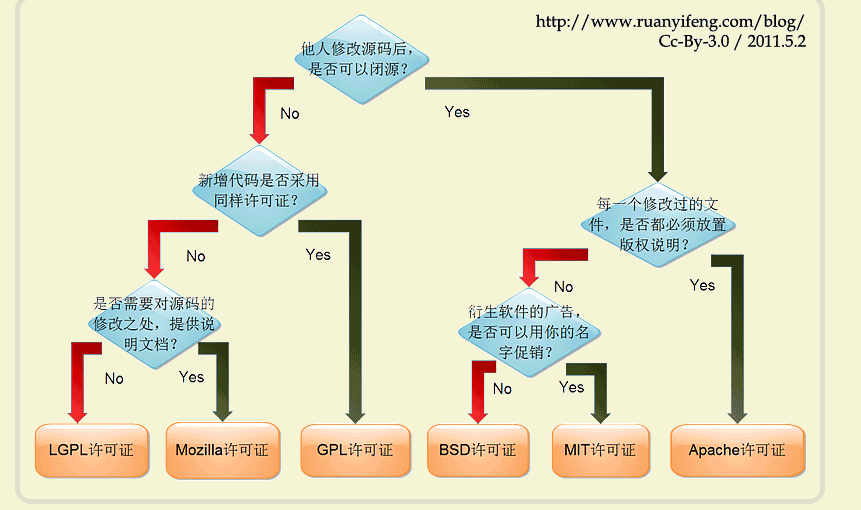 http://www.ruanyifeng.com/blog/
Cc-By-3.0 / 2011.5.2
他人修改源码后，
是否可以闭源？
No
Yes
新增代码是否采用
同样许可证？
每一个修改过的文
件，是否都必须放置
版权说明？
No
Yes
No
Yes
是否需要对源码的
修改之处，提供说
明文档？
衍生软件的广告，
是否可以用你的名
字促销？
No
Yes
No
Yes
LGPL许可证
Mozilla许可证
GPL许可证
BSD许可证
MIT许可证
Apache许可证